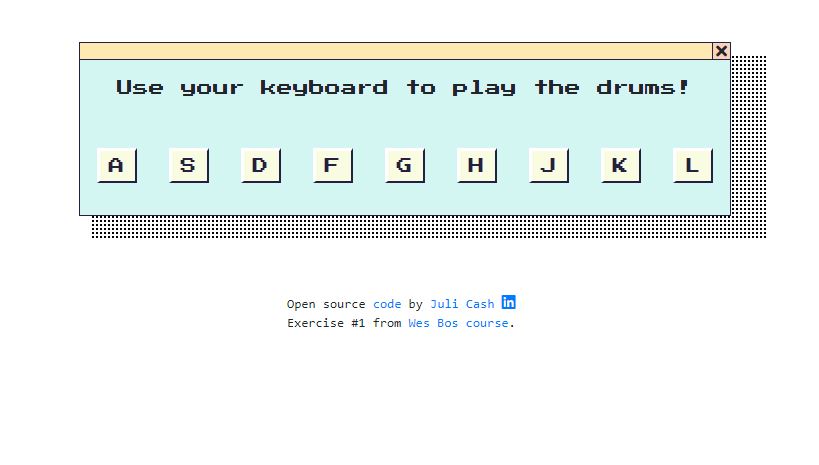 Use your keyboard to play the drums!
A S D F G H J K L
Open source code by Juli Cash in
Exercise #1 from Wes Bos course.